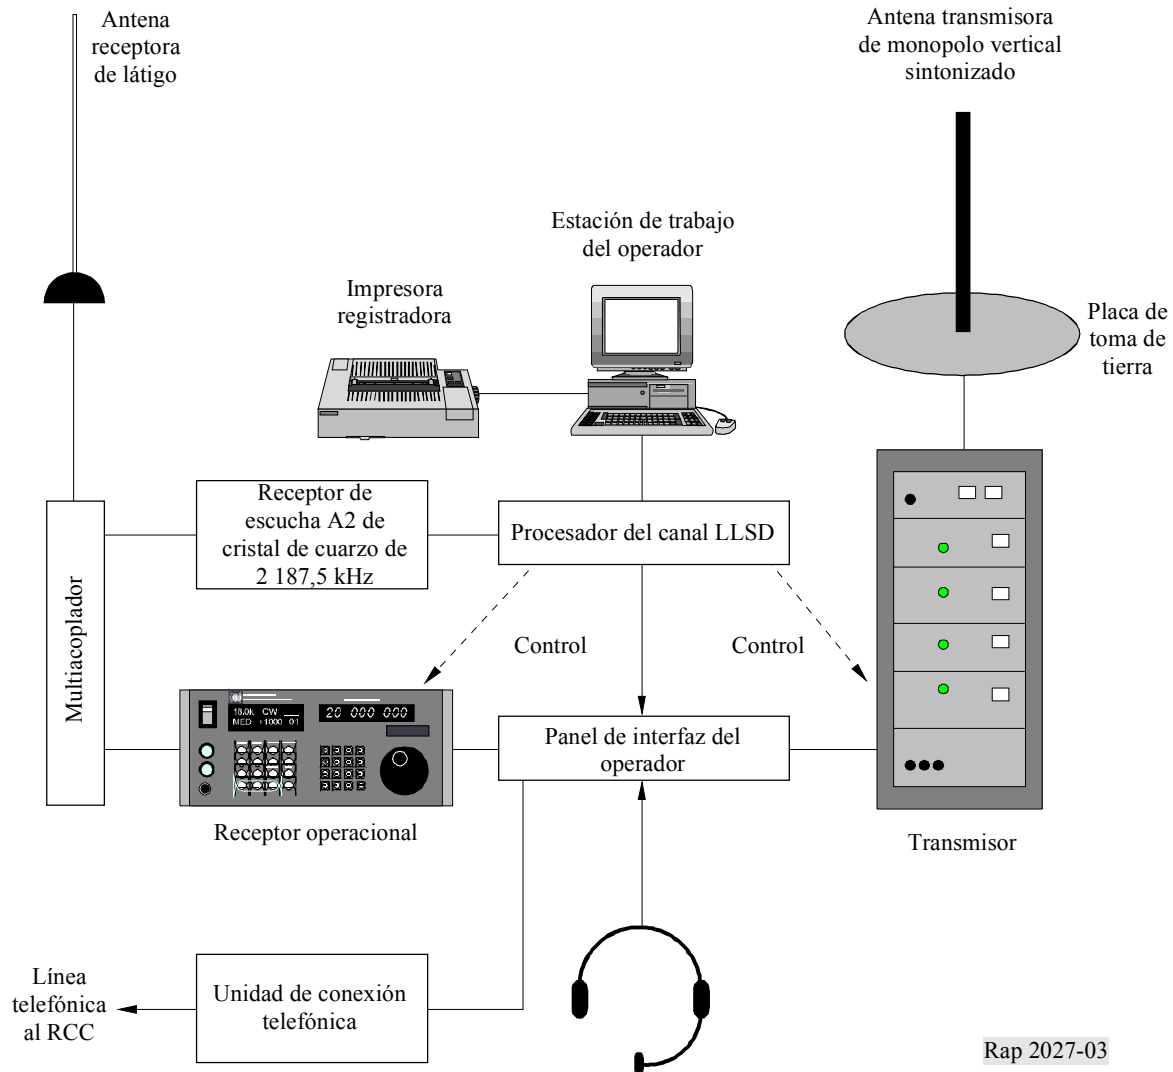 Antena
receptora
de látigo
Antena transmisora
de monopolo vertical
sintonizado
Estación de trabajo
del operador
Impresora
registradora
Placa de
toma de
tierra
Receptor de
escucha A2 de
cristal de cuarzo de
2 187,5 kHz
Procesador del canal LLSD
Multiacoplador
Control
Control
18.0k CW
MED +1000 01
20 000 000
Panel de interfaz del
operador
Receptor operacional
Transmisor
Línea
telefónica
al RCC
Unidad de conexión
telefónica
Rap 2027-03